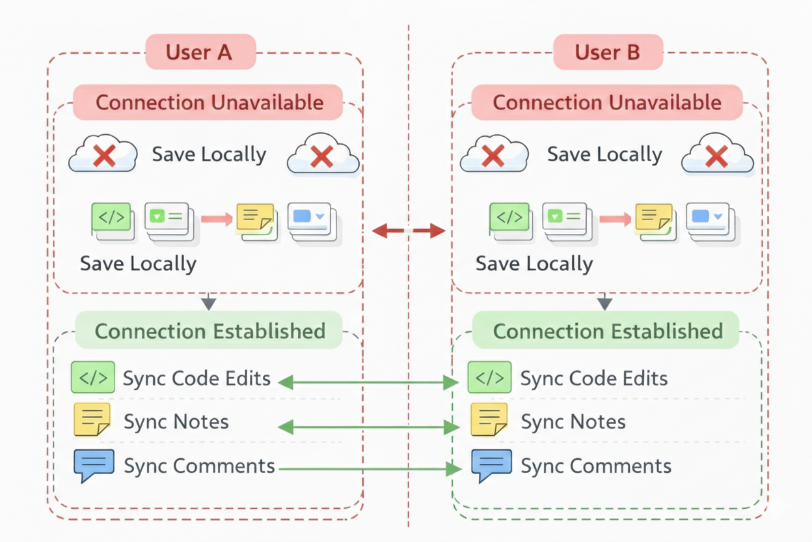 User A
Connection Unavailable
Save Locally
</>
Save Locally
Connection Established
</> Sync Code Edits
Sync Notes
Sync Comments
User B
Connection Unavailable
Save Locally
</>
Save Locally
Connection Established
</> Sync Code Edits
Sync Notes
Sync Comments